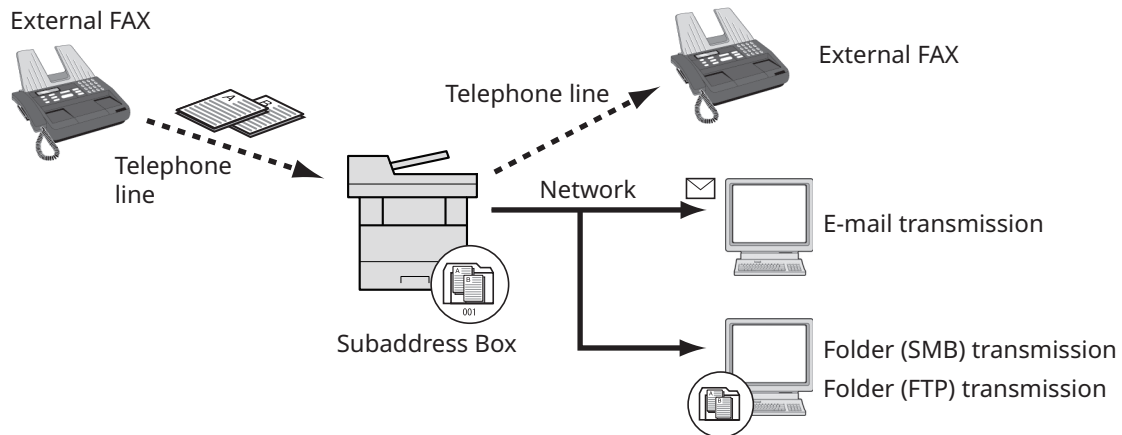 External FAX
External FAX
Telephone line
A
B
Telephone
line
Network
E-mail transmission
A
B
001
Subaddress Box
Folder (SMB) transmission
Folder (FTP) transmission
A
B